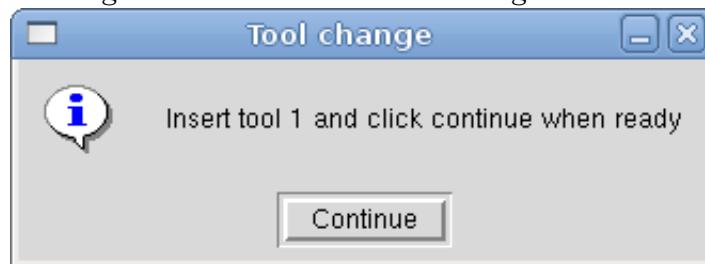 Tool change
Insert tool 1 and click continue when ready
Continue